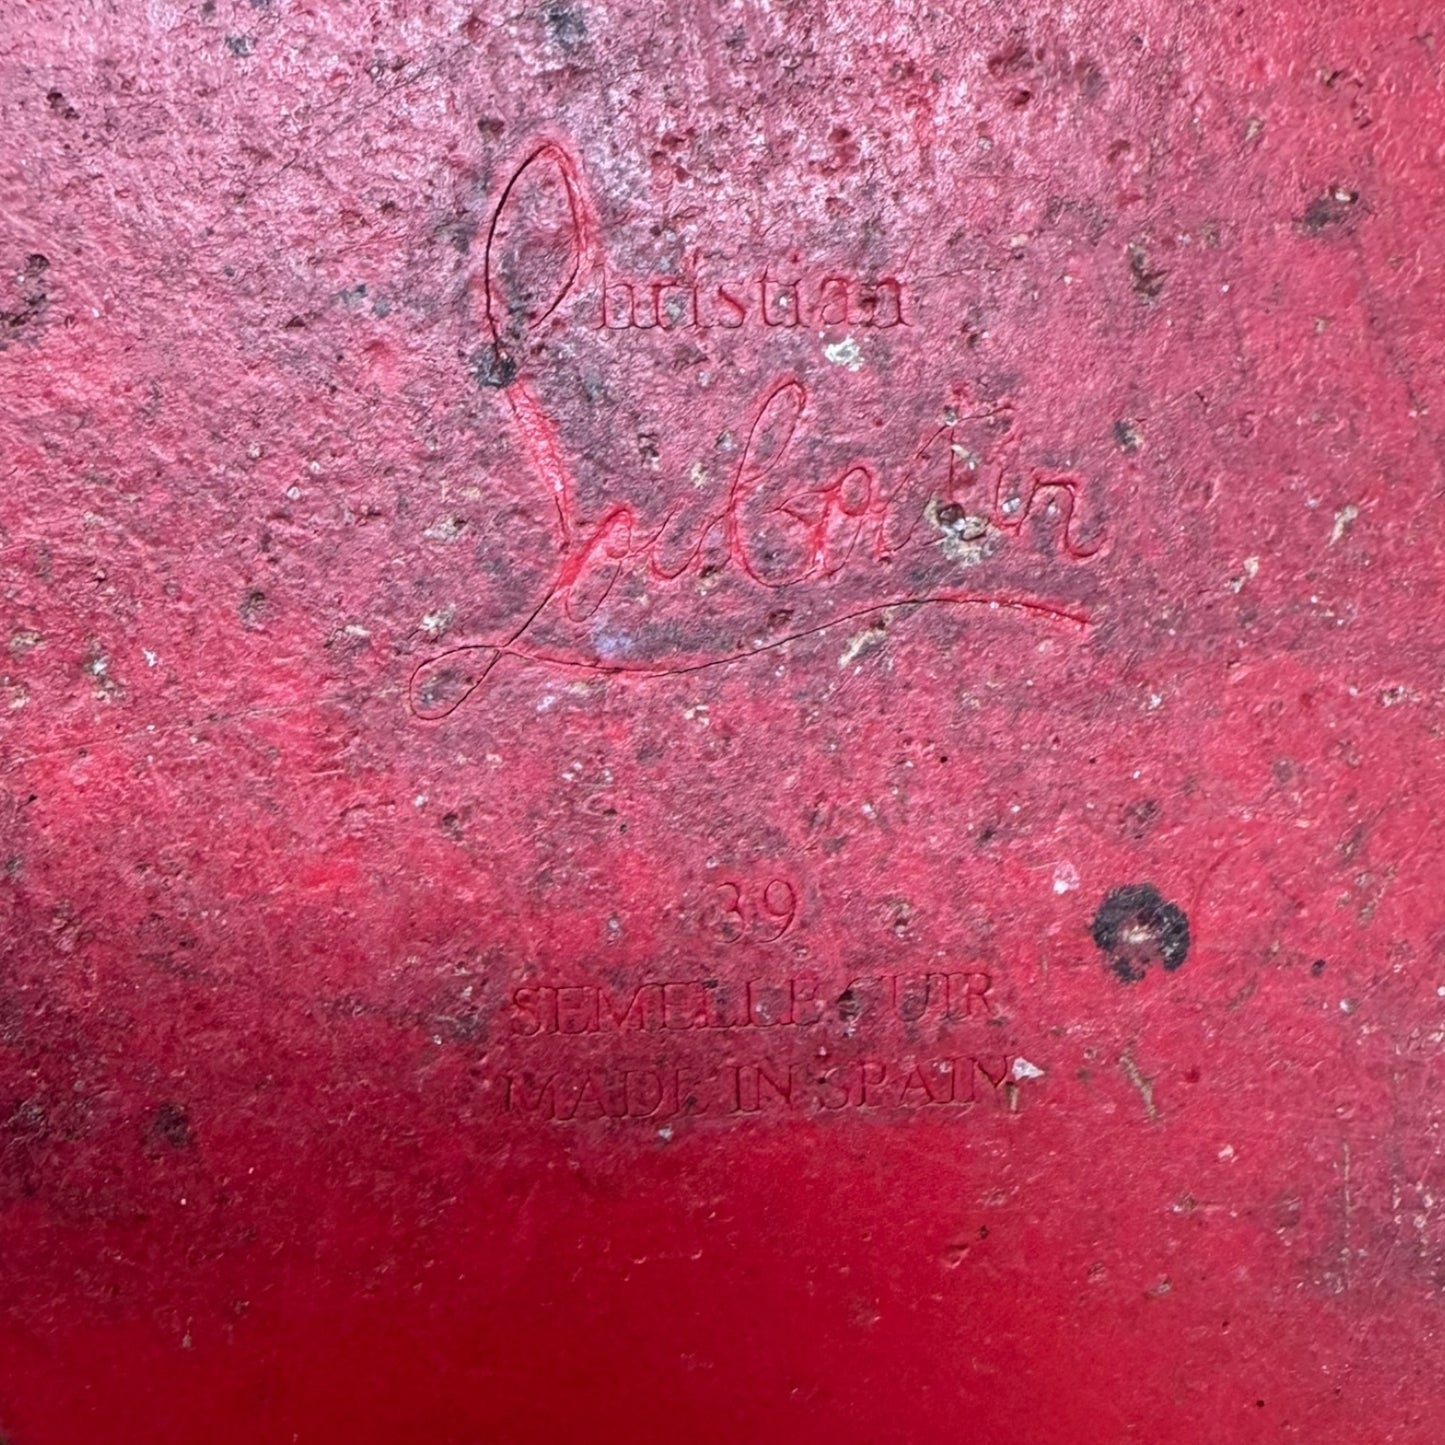 Christian
Louboutin
39
SEMELLE CUIR
MADE IN SPAIN